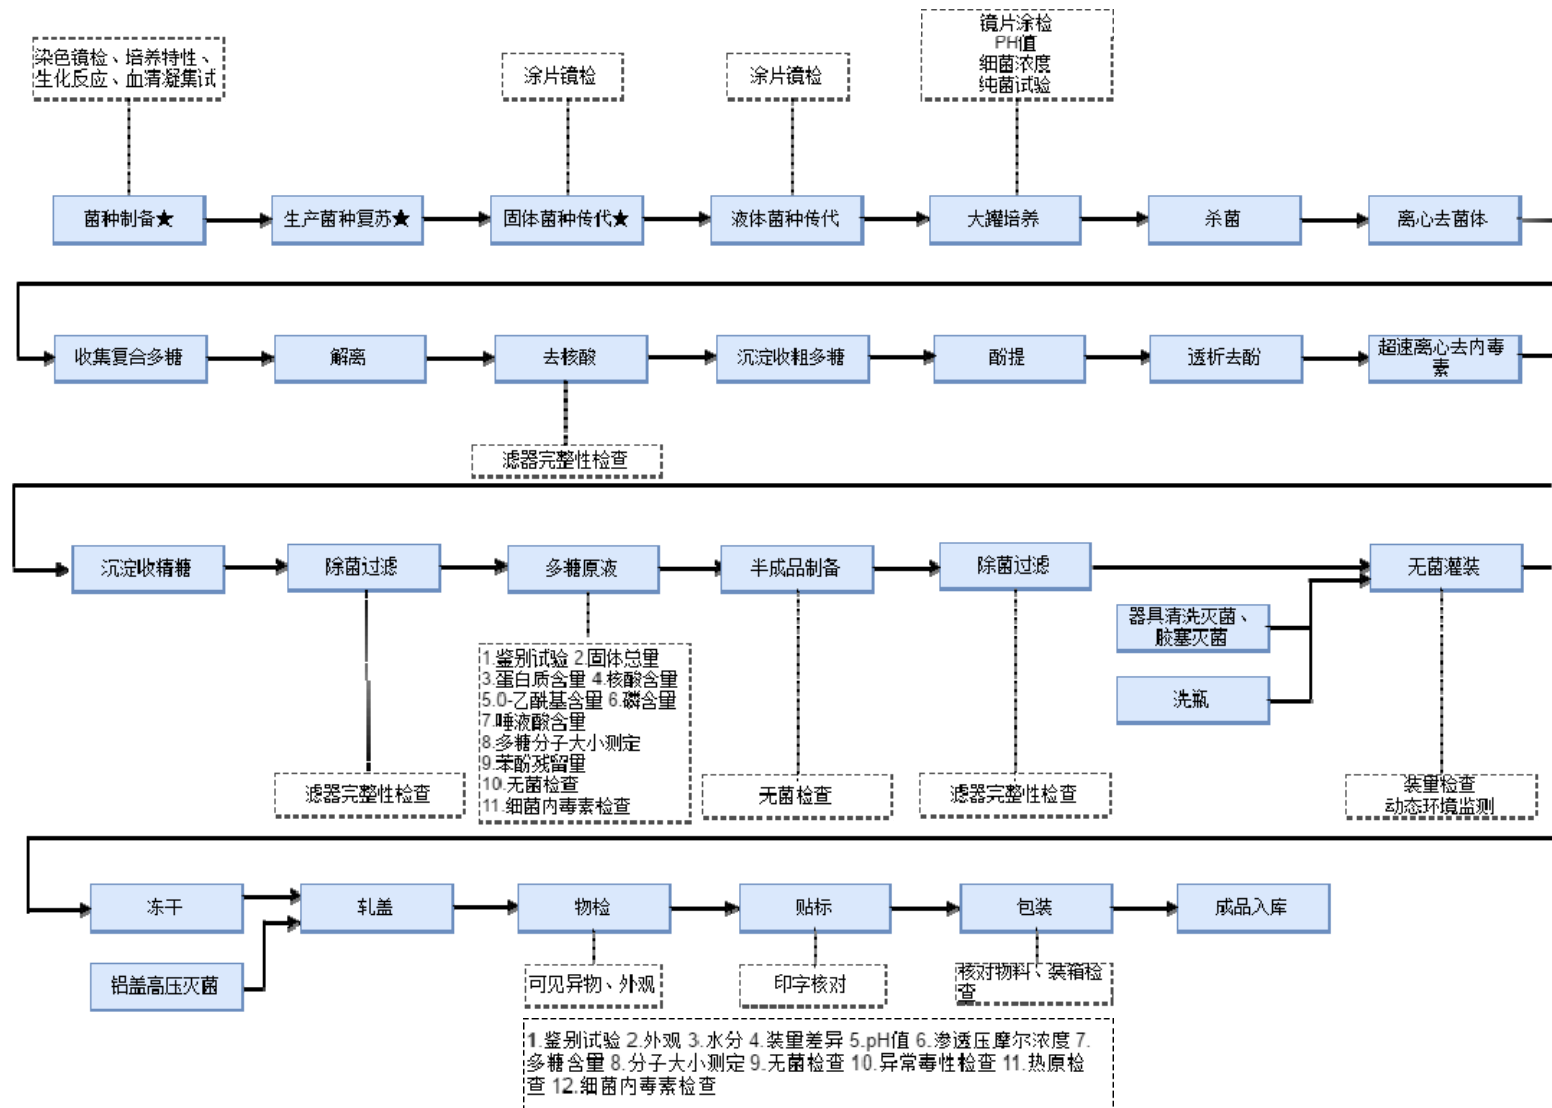 染色镜检、培养特性、
生化反应、血清凝集试
涂片镜检
涂片镜检
镜片涂检
PH值
细菌浓度
纯菌试验
菌种制备★
生产菌种复苏★
固体菌种传代★
液体菌种传代
大罐培养
杀菌
离心去菌体
收集复合多糖
解离
去核酸
沉淀收粗多糖
酚提
透析去酚
超速离心去内毒
素
滤器完整性检查
沉淀收精糖
除菌过滤
多糖原液
半成品制备
除菌过滤
无菌灌装
器具清洗灭菌、
胶塞灭菌
洗瓶
1.鉴别试验 2.固体总量
3.蛋白质含量 4.核酸含量
5.0-乙酰基含量 6.磷含量
7.唾液酸含量
8.多糖分子大小测定
9.苯酚残留量
10.无菌检查
11.细菌内毒素检查
滤器完整性检查
无菌检查
滤器完整性检查
装量检查
动态环境监测
冻干
轧盖
物检
贴标
包装
成品入库
铝盖高压灭菌
可见异物、外观
印字核对
核对物料、装箱检
查
1.鉴别试验 2.外观 3.水分 4.装量差异 5.pH值 6.渗透压摩尔浓度 7.
多糖含量 8.分子大小测定 9.无菌检查 10.异常毒性检查 11.热原检
查 12.细菌内毒素检查